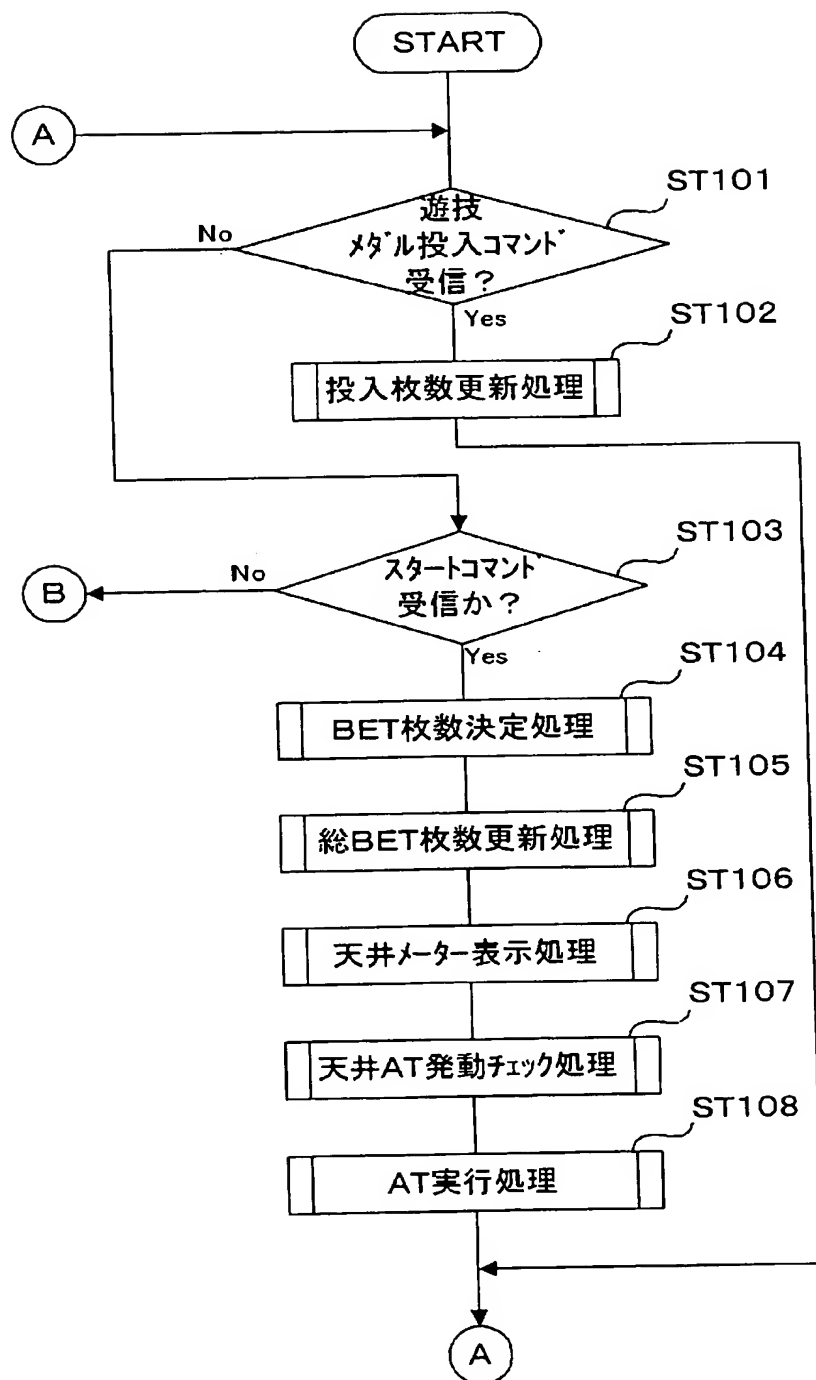 START
A
ST101
遊技
メダル投入コマンド
受信？
No
Yes
ST102
投入枚数更新処理
ST103
スタートコマンド
受信か？
No
B
Yes
ST104
BET枚数決定処理
ST105
総BET枚数更新処理
ST106
天井メーター表示処理
ST107
天井AT発動チェック処理
ST108
AT実行処理
A